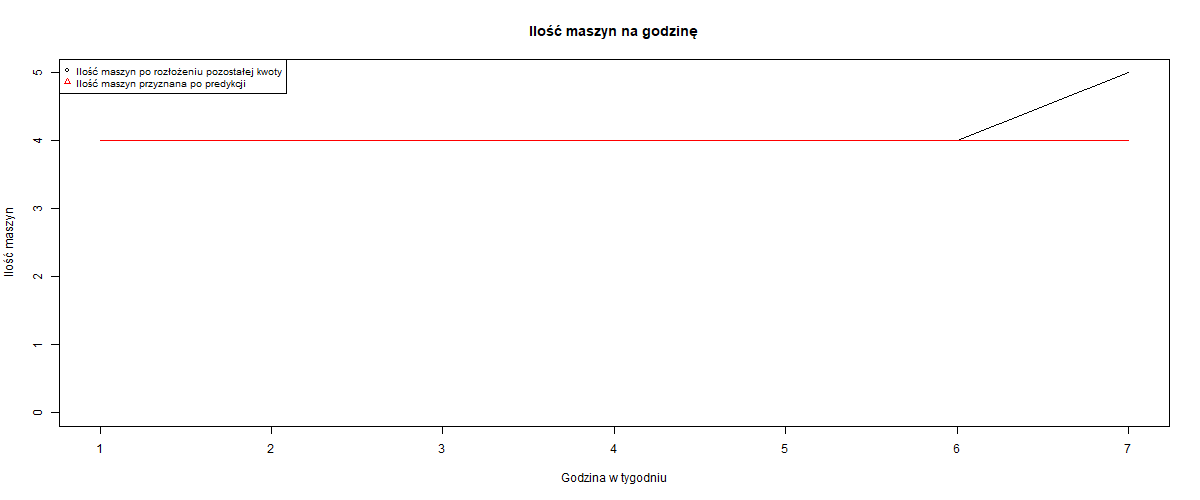 Ilość maszyn na godzinę
Ilość maszyn po rozłożeniu pozostałej kwoty
Ilość maszyn przyznana po predykcji
5
4
3
2
1
0
Ilość maszyn
1 2 3 4 5 6 7
Godzina w tygodniu